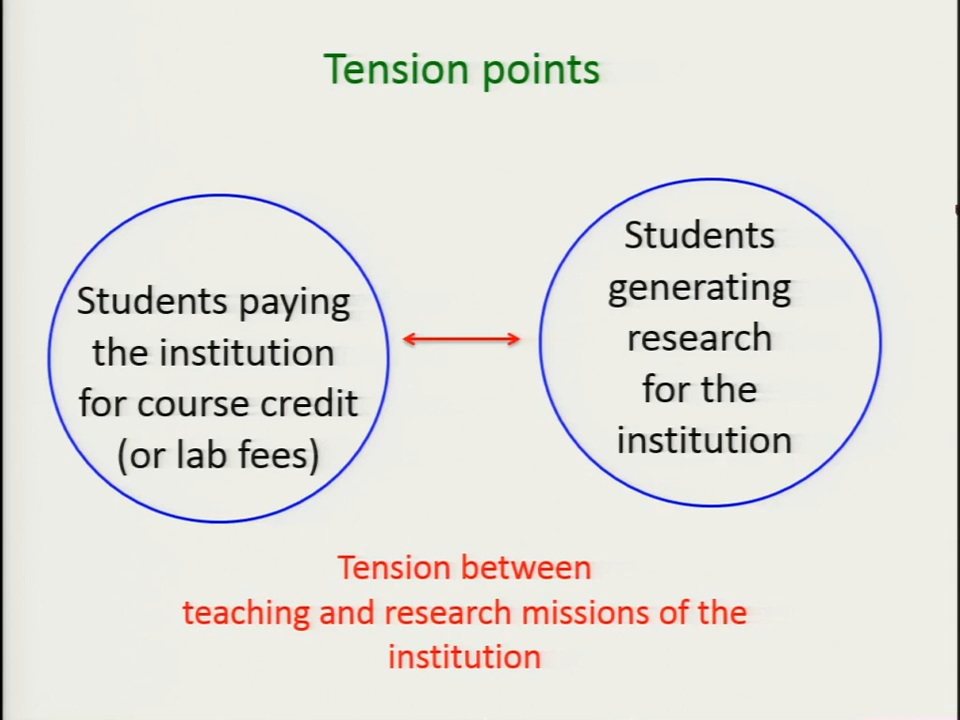 Tension points
Students paying
the institution
for course credit
(or lab fees)
Students
generating
research
for the
institution
Tension between
teaching and research missions of the
institution